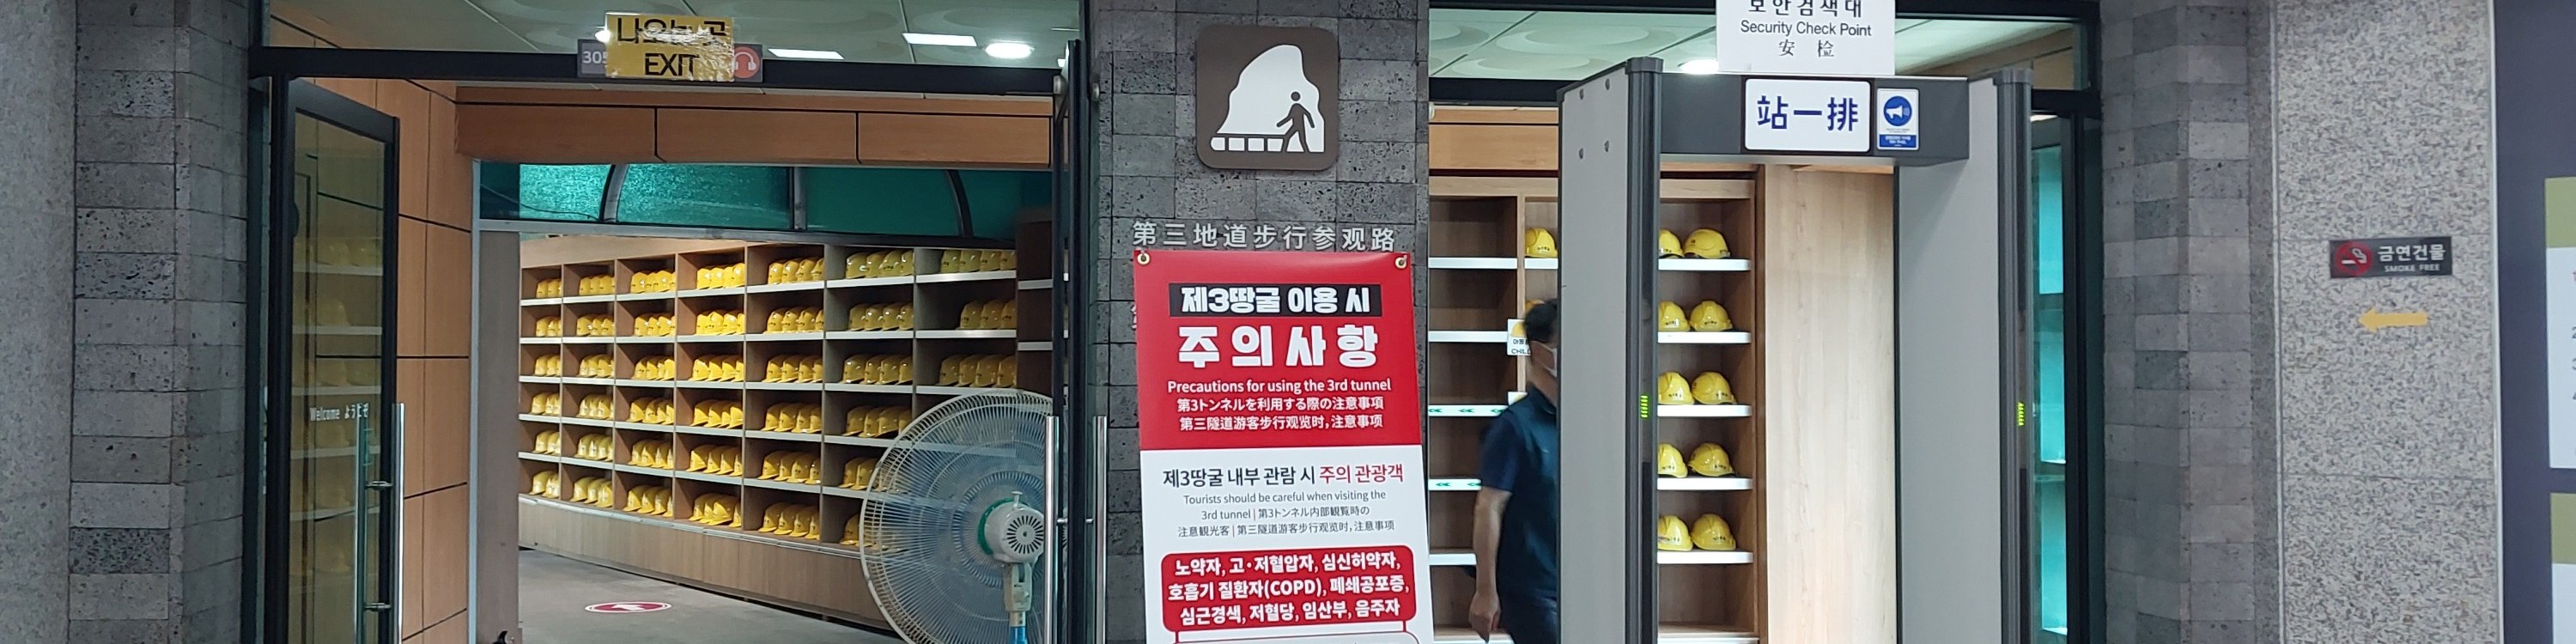 나오는 곳
EXIT
305
Welcome ようこそ
第三地道步行参观路
제3땅굴 이용 시
주의사항
Precautions for using the 3rd tunnel
第3トンネルを利用する際の注意事項
第三隧道游客步行观览时, 注意事项
제3땅굴 내부 관람 시 주의 관광객
Tourists should be careful when visiting the
3rd tunnel | 第3トンネル内部観覧時の
注意観光客 | 第三隧道游客步行观览时, 注意事项
노약자, 고·저혈압자, 심신허약자,
호흡기 질환자(COPD), 폐쇄공포증,
심근경색, 저혈당, 임산부, 음주자
보안검색대
Security Check Point
安 检
站一排
금연건물
SMOKE FREE